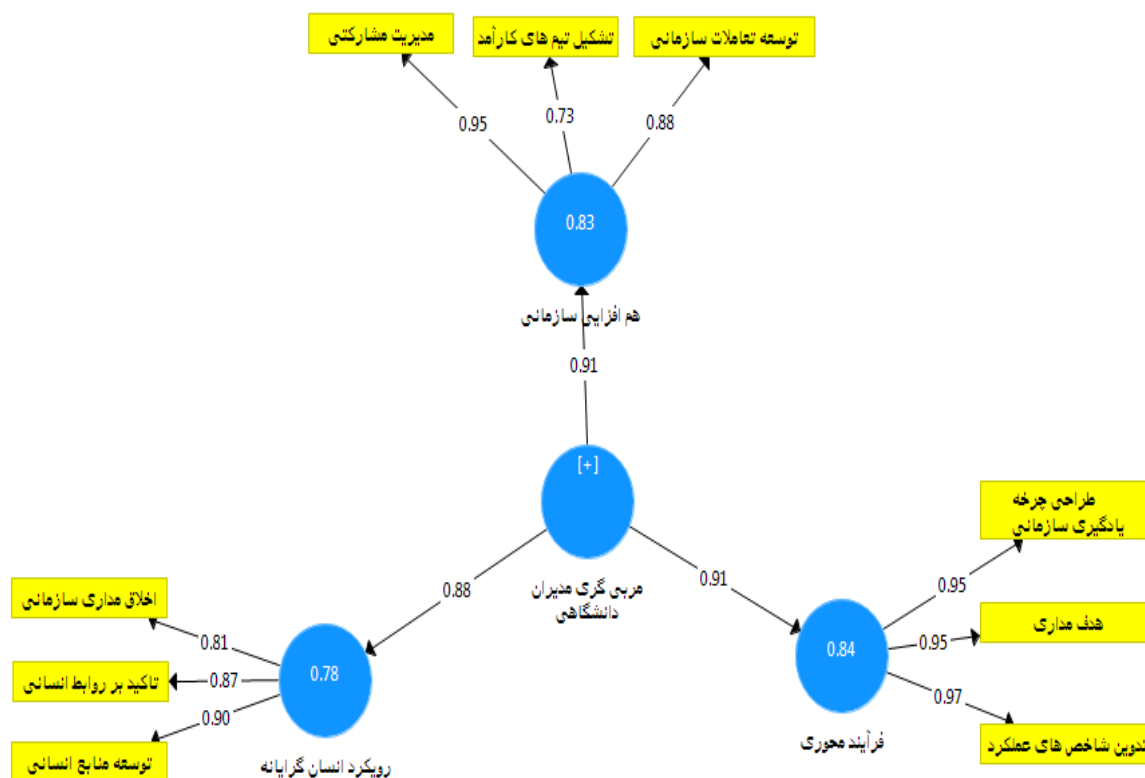 مدیریت مشارکتی
تشکیل تیم های کارآمد
توسعه تعاملات سازمانی
0.95
0.73
0.88
0.83
هم افزایی سازمانی
0.91
[+]
مربی گری مدیران
دانشگاهی
0.88
0.91
اخلاق مداری سازمانی
تاکید بر روابط انسانی
توسعه منابع انسانی
0.81
0.87
0.90
0.78
رویکرد انسان گرایانه
طراحی چرخه
یادگیری سازمانی
هدف مداری
تدوین شاخص های عملکرد
0.95
0.95
0.97
0.84
فرآیند محوری